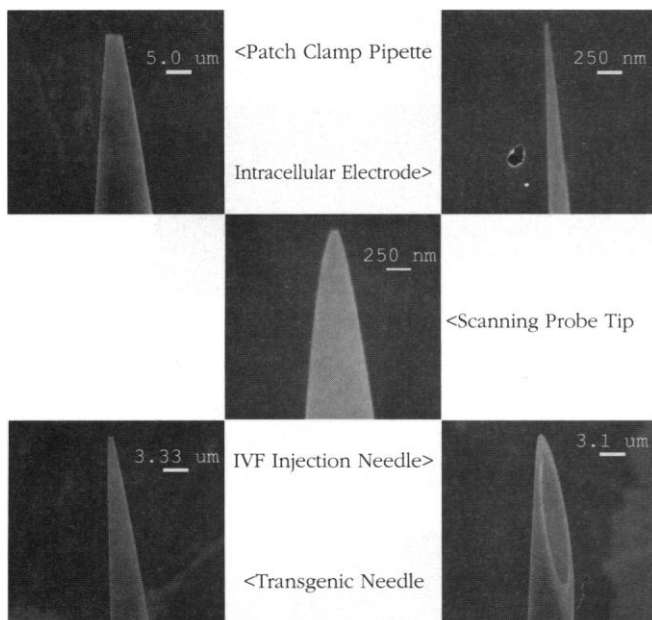 5.0 um
<Patch Clamp Pipette
250 nm
Intracellular Electrode>
250 nm
<Scanning Probe Tip
3.33 um
IVF Injection Needle>
3.1 um
<Transgenic Needle